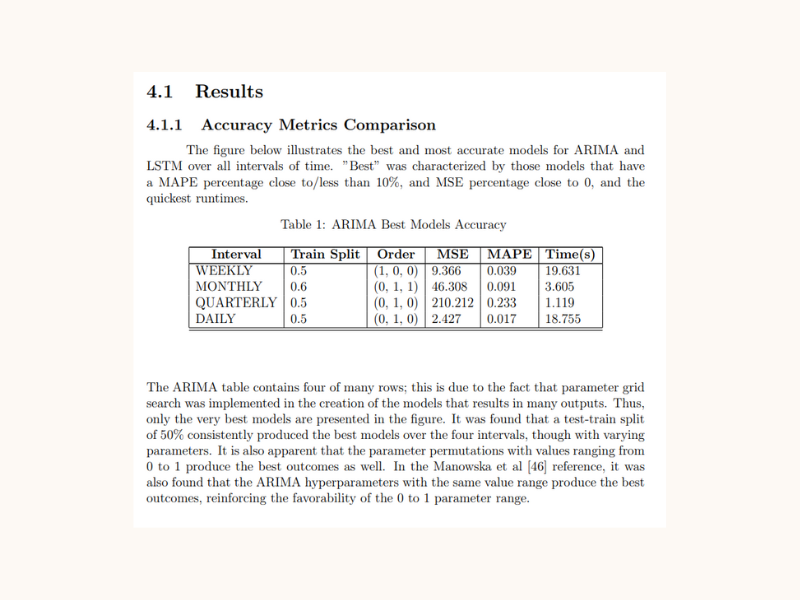 4.1 Results
4.1.1 Accuracy Metrics Comparison
The figure below illustrates the best and most accurate models for ARIMA and
LSTM over all intervals of time. "Best" was characterized by those models that have
a MAPE percentage close to/less than 10%, and MSE percentage close to 0, and the
quickest runtimes.
Table 1: ARIMA Best Models Accuracy
Interval Train Split Order MSE MAPE Time(s)
WEEKLY 0.5 (1, 0, 0) 9.366 0.039 19.631
MONTHLY 0.6 (0, 1, 1) 46.308 0.091 3.605
QUARTERLY 0.5 (0, 1, 0) 210.212 0.233 1.119
DAILY 0.5 (0, 1, 0) 2.427 0.017 18.755
The ARIMA table contains four of many rows; this is due to the fact that parameter grid
search was implemented in the creation of the models that results in many outputs. Thus,
only the very best models are presented in the figure. It was found that a test-train split
of 50% consistently produced the best models over the four intervals, though with varying
parameters. It is also apparent that the parameter permutations with values ranging from
0 to 1 produce the best outcomes as well. In the Manowska et al [46] reference, it was
also found that the ARIMA hyperparameters with the same value range produce the best
outcomes, reinforcing the favorability of the 0 to 1 parameter range.